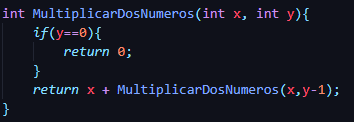 int MultiplicarDosNumeros(int x, int y){
    if(y==0){
        return 0;
    }
    return x + MultiplicarDosNumeros(x,y-1);
}